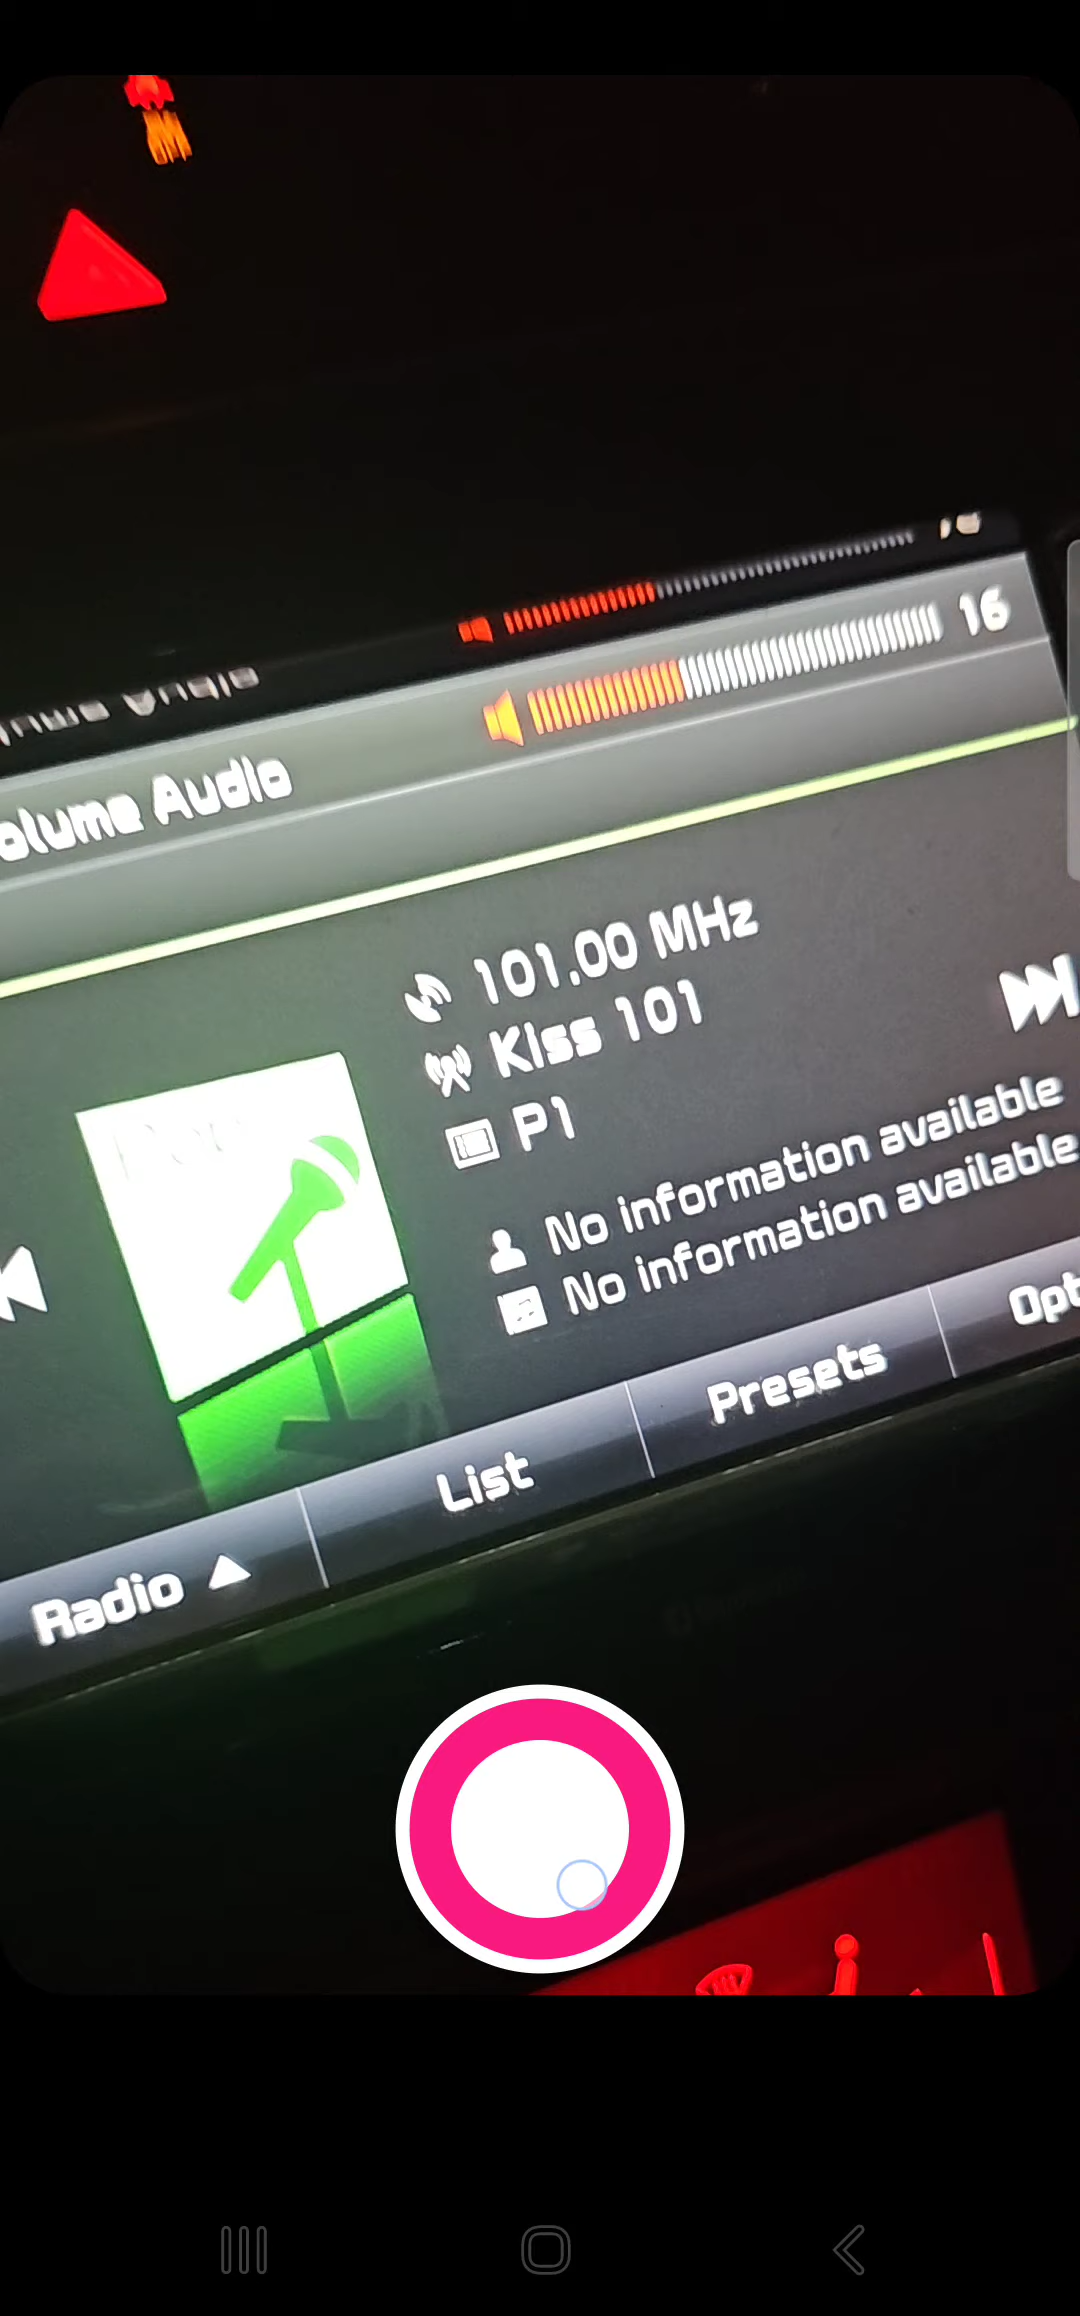 16
olume Audio
101.00 MHz
Kiss 101
P1
No information available
No information available
Opt
Presets
List
Radio